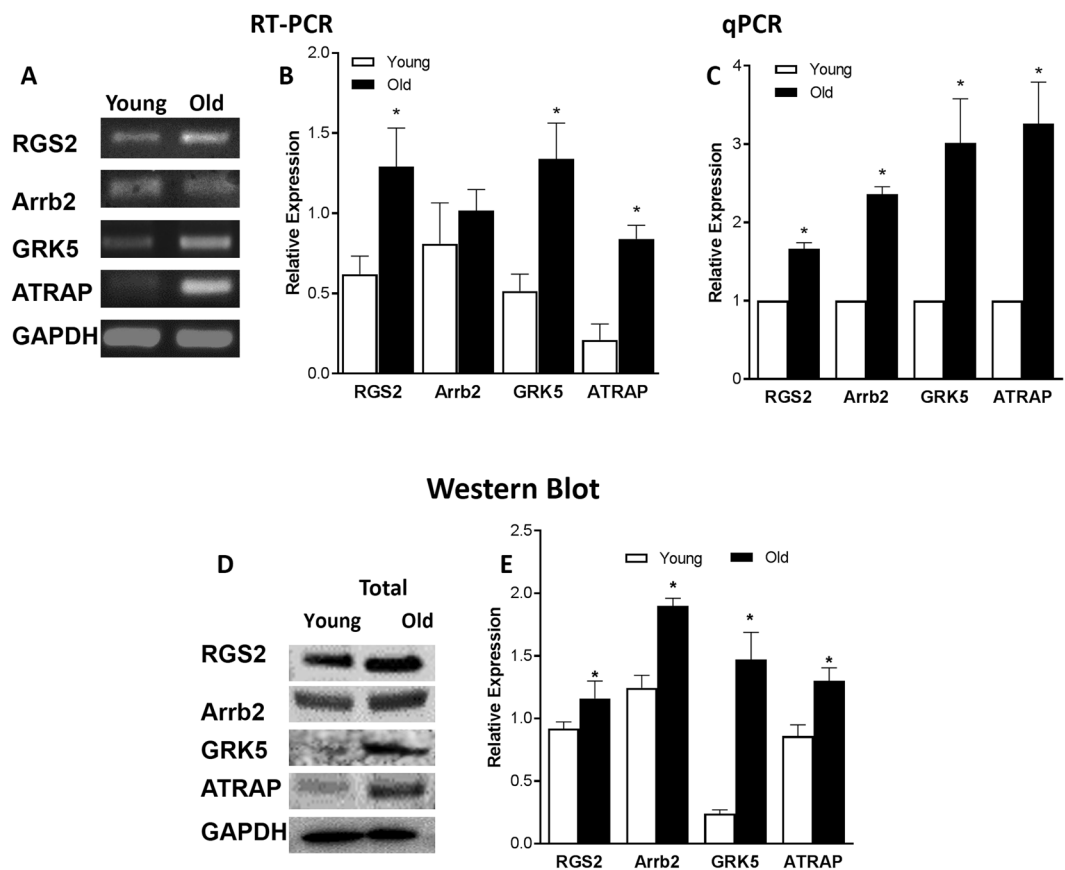 RT-PCR
qPCR
A
Young Old
RGS2
Arrb2
GRK5
ATRAP
GAPDH
B
Young
Old
Relative Expression
2.0
1.5
1.0
0.5
0.0
* * *
RGS2 Arrb2 GRK5 ATRAP
C
Young
Old
Relative Expression
4
3
2
1
0
* * * *
RGS2 Arrb2 GRK5 ATRAP
Western Blot
D
Total
Young Old
RGS2
Arrb2
GRK5
ATRAP
GAPDH
E
Young Old
Relative Expression
2.5
2.0
1.5
1.0
0.5
0.0
* * * *
RGS2 Arrb2 GRK5 ATRAP